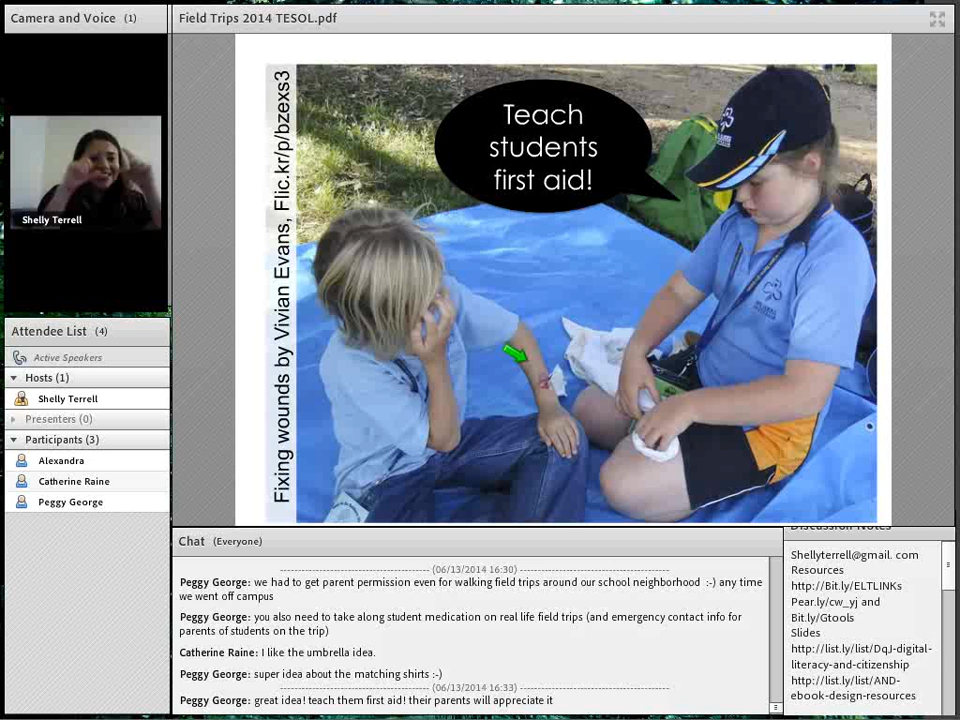 Camera and Voice (1)
Shelly Terrell
Attendee List (4)
Active Speakers
Hosts (1)
Shelly Terrell
Presenters (0)
Participants (3)
Alexandra
Catherine Raine
Peggy George
Field Trips 2014 TESOL.pdf
Fixing wounds by Vivian Evans, Flic.kr/p/bzexs3
Teach
students
first aid!
Chat (Everyone)
(06/13/2014 16:30)
Peggy George: we had to get parent permission even for walking field trips around our school neighborhood :-) any time
we went off campus
Peggy George: you also need to take along student medication on real life field trips (and emergency contact info for
parents of students on the trip)
Catherine Raine: I like the umbrella idea.
Peggy George: super idea about the matching shirts :-)
(06/13/2014 16:33)
Peggy George: great idea! teach them first aid! their parents will appreciate it
Discussion Notes
Shellyterrell@gmail. com
Resources
http://Bit.ly/ELTLINKs
Pear.ly/cw_yj and
Bit.ly/Gtools
Slides
http://list.ly/list/DqJ-digital-
literacy-and-citizenship
http://list.ly/list/AND-
ebook-design-resources